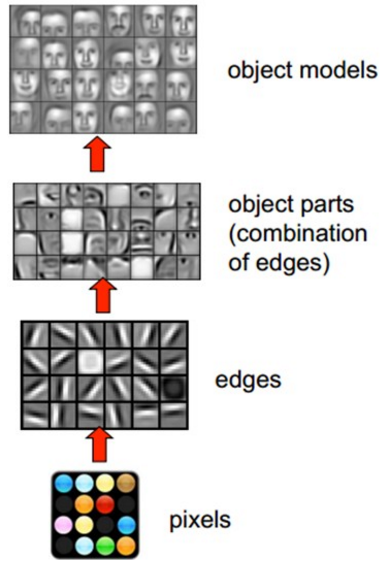 object models
object parts
(combination
of edges)
edges
pixels